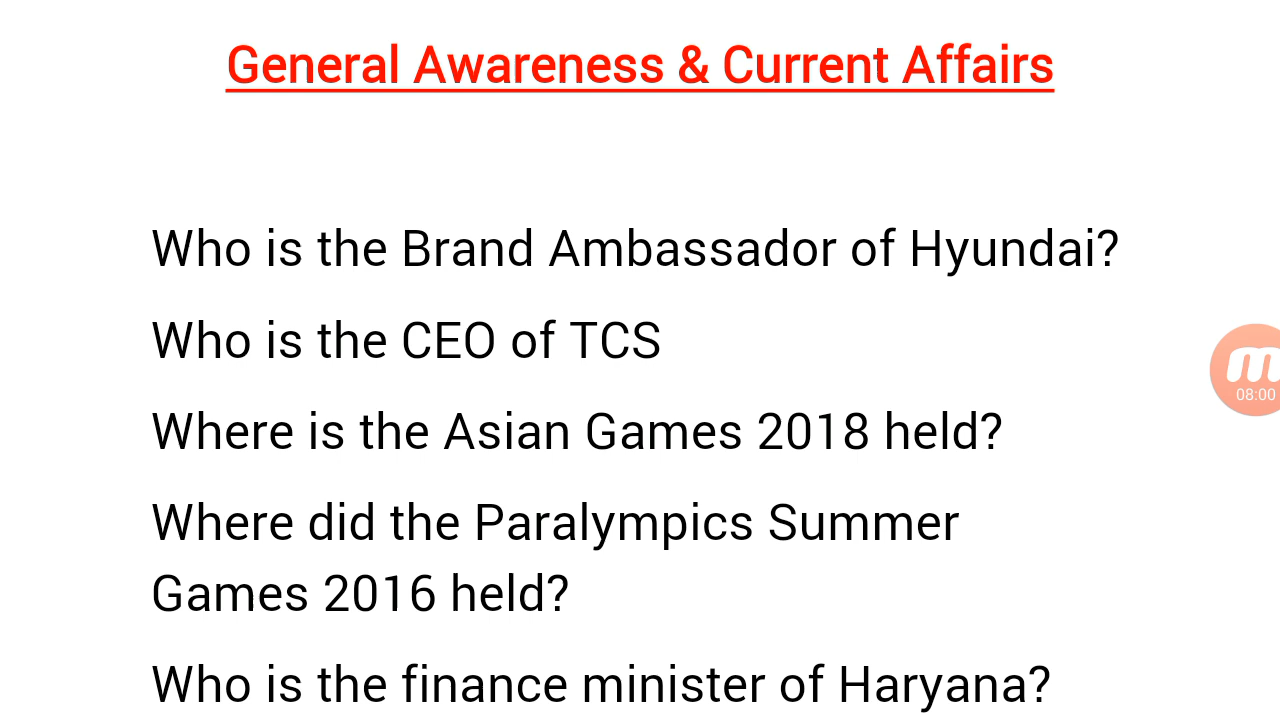 General Awareness & Current Affairs
Who is the Brand Ambassador of Hyundai?
Who is the CEO of TCS
Where is the Asian Games 2018 held?
Where did the Paralympics Summer
Games 2016 held?
Who is the finance minister of Haryana?
08:00